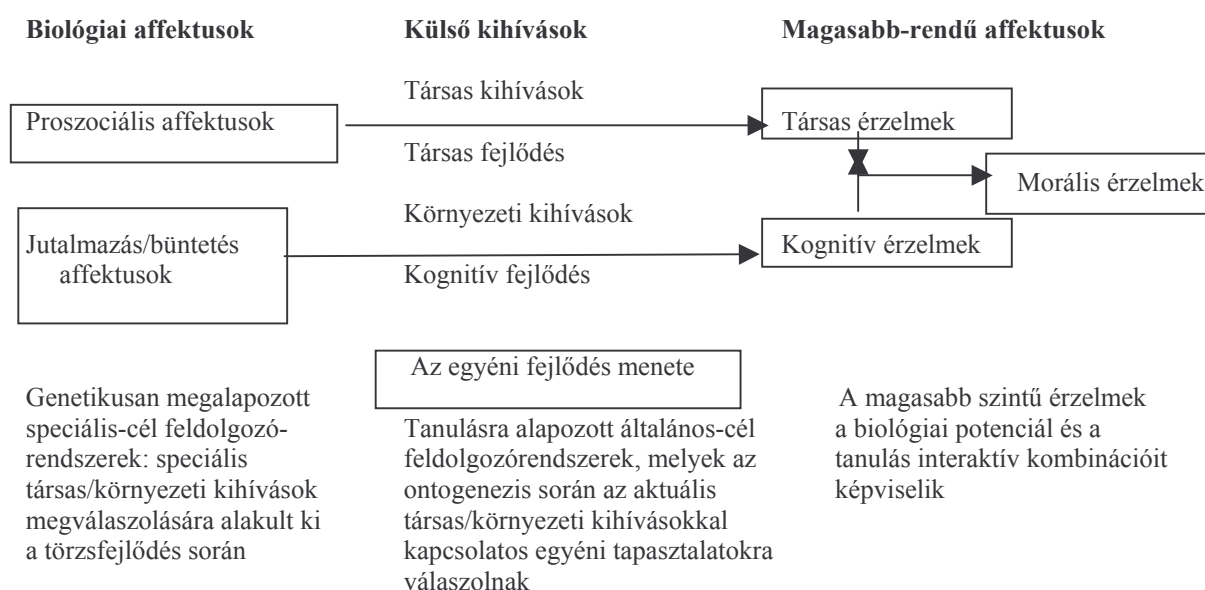 Biológiai affektusok
Külső kihívások
Magasabb-rendű affektusok
Proszociális affektusok
Társas kihívások
Társas fejlődés
Társas érzelmek
Morális érzelmek
Jutalmazás/büntetés
affektusok
Környezeti kihívások
Kognitív fejlődés
Kognitív érzelmek
Az egyéni fejlődés menete
Genetikusan megalapozott
speciális-cél feldolgozó-
rendszerek: speciális
társas/környezeti kihívások
megválaszolására alakult ki
a törzsfejlődés során
Tanulásra alapozott általános-cél
feldolgozórendszerek, melyek az
ontogenezis során az aktuális
társas/környezeti kihívásokkal
kapcsolatos egyéni tapasztalatokra
válaszolnak
A magasabb szintű érzelmek
a biológiai potenciál és a
tanulás interaktív kombinációit
képviselik